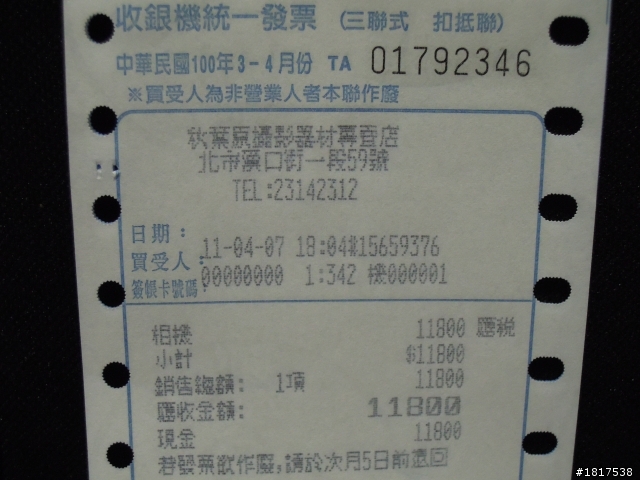 收銀機統一發票 (三聯式 扣抵聯)
中華民國100年3-4月份 TA 01792346
※買受人為非營業人者本聯作廢
秋葉原攝影器材專賣店
北市漢口街一段59號
TEL:23142312
日期: 11-04-07 18:04#15659376
買受人: 00000000 1:342 機000001
簽帳卡號碼:
相機 11800 應稅
小計 $11800
銷售總額: 1項 11800
應收金額: 11800
現金 11800
若發票欲作廢,請於次月5日前退回
#1817538